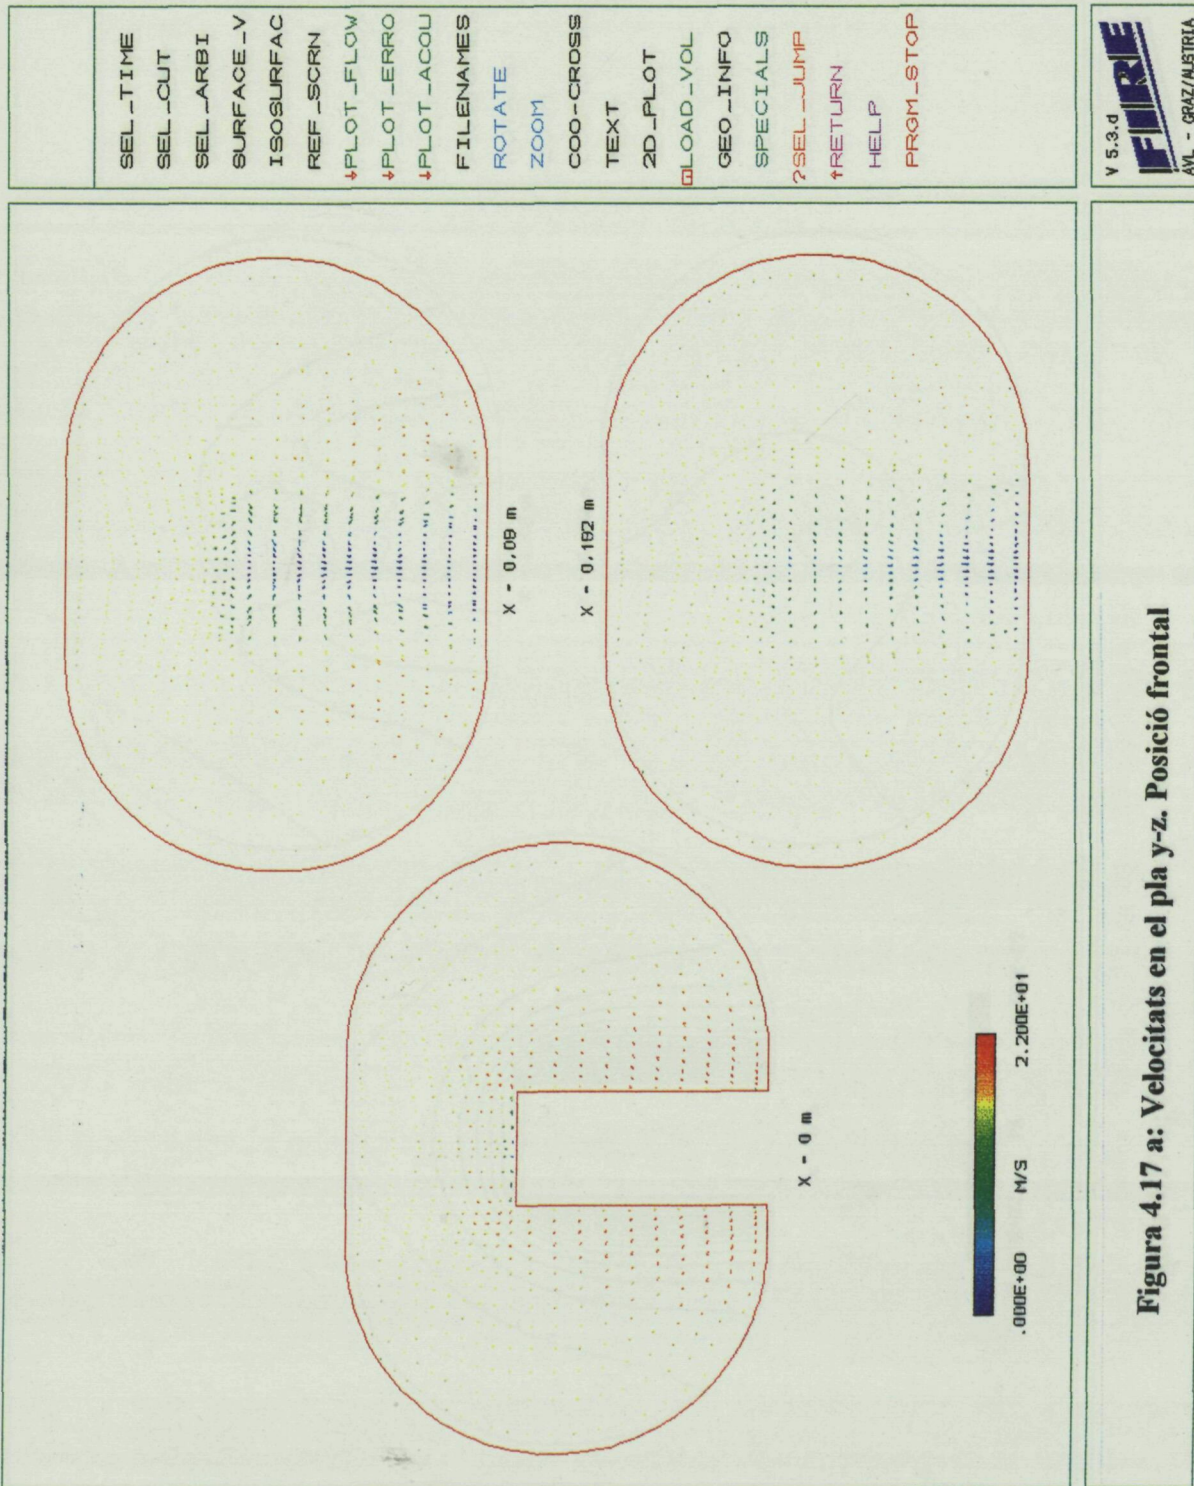 SEL_TIME
SEL_CUT
SEL_ARBI
SURFACE_V
ISOSURFAC
REF_SCRN
↓PLOT_FLOW
↓PLOT_ERRO
↓PLOT_ACOU
FILENAMES
ROTATE
ZOOM
COO-CROSS
TEXT
2D_PLOT
LOAD_VOL
GEO_INFO
SPECIALS
?SEL_JUMP
↑RETURN
HELP
PRGM_STOP
X - 0.09 m
X - 0.192 m
X - 0 m
.000E+00 M/S 2.200E+01
V 5.3.d
FIRE
AVL - GRAZ/AUSTRIA
Figura 4.17 a: Velocitats en el pla y-z. Posició frontal